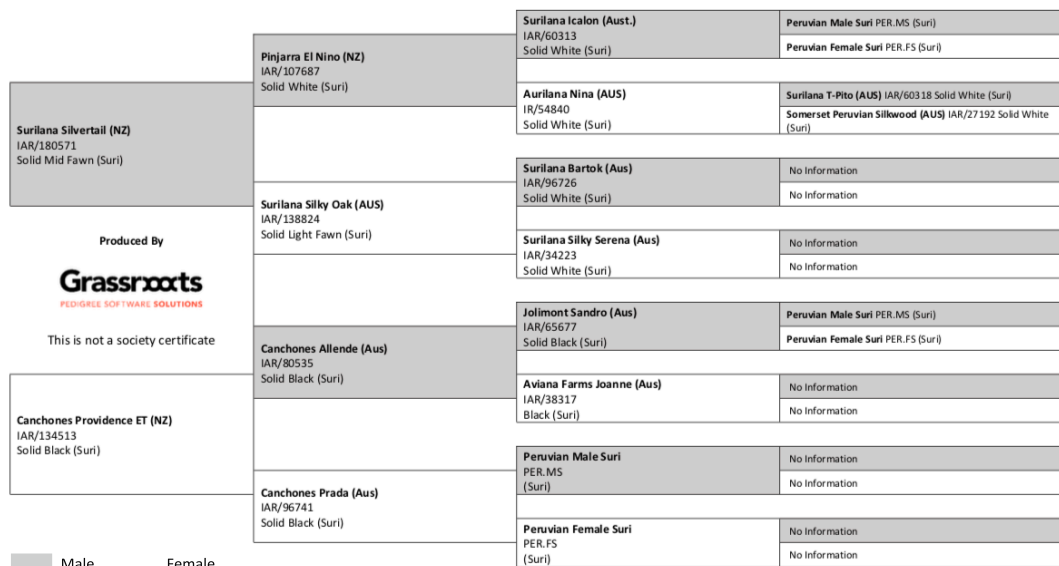 Surilana Silvertail (NZ)
IAR/180571
Solid Mid Fawn (Suri)
Produced By
Grassroots
PEDIGREE SOFTWARE SOLUTIONS
This is not a society certificate
Canchones Providence ET (NZ)
IAR/134513
Solid Black (Suri)
Male
Female
Pinjarra El Nino (NZ)
IAR/107687
Solid White (Suri)
Surilana Silky Oak (AUS)
IAR/138824
Solid Light Fawn (Suri)
Canchones Allende (Aus)
IAR/80535
Solid Black (Suri)
Canchones Prada (Aus)
IAR/96741
Solid Black (Suri)
Surilana Icalon (Aust.)
IAR/60313
Solid White (Suri)
Aurilana Nina (AUS)
IR/54840
Solid White (Suri)
Surilana Bartok (Aus)
IAR/96726
Solid White (Suri)
Surilana Silky Serena (Aus)
IAR/34223
Solid White (Suri)
Jolimont Sandro (Aus)
IAR/65677
Solid Black (Suri)
Aviana Farms Joanne (Aus)
IAR/38317
Black (Suri)
Peruvian Male Suri
PER.MS
(Suri)
Peruvian Female Suri
PER.FS
(Suri)
Peruvian Male Suri PER.MS (Suri)
Peruvian Female Suri PER.FS (Suri)
Surilana T-Pito (AUS) IAR/60318 Solid White (Suri)
Somerset Peruvian Silkwood (AUS) IAR/27192 Solid White
(Suri)
No Information
No Information
No Information
No Information
Peruvian Male Suri PER.MS (Suri)
Peruvian Female Suri PER.FS (Suri)
No Information
No Information
No Information
No Information
No Information
No Information